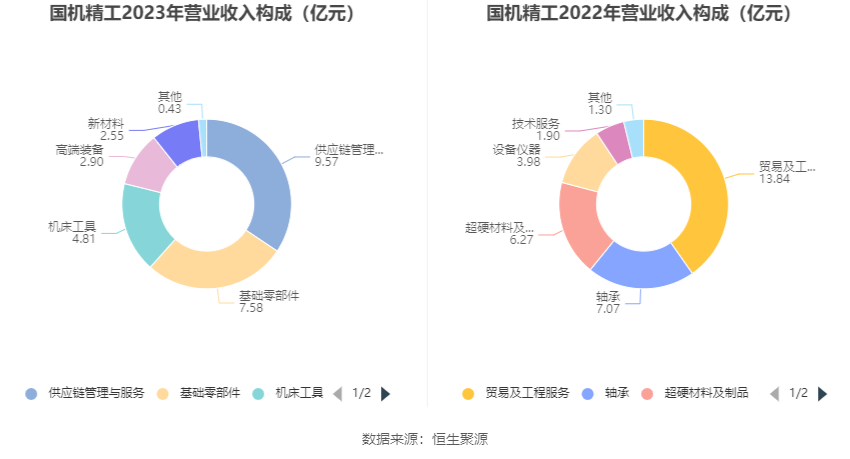 国机精工2023年营业收入构成（亿元）
其他
0.43
新材料
2.55
高端装备
2.90
机床工具
4.81
供应链管理...
9.57
基础零部件
7.58
供应链管理与服务
基础零部件
机床工具
1/2
国机精工2022年营业收入构成（亿元）
其他
1.30
技术服务
1.90
设备仪器
3.98
超硬材料及...
6.27
贸易及工...
13.84
轴承
7.07
贸易及工程服务
轴承
超硬材料及制品
1/2
数据来源：恒生聚源